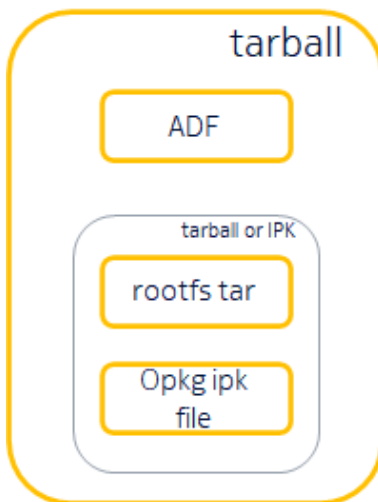 tarball
ADF
tarball or IPK
rootfs tar
Opkg ipk
file